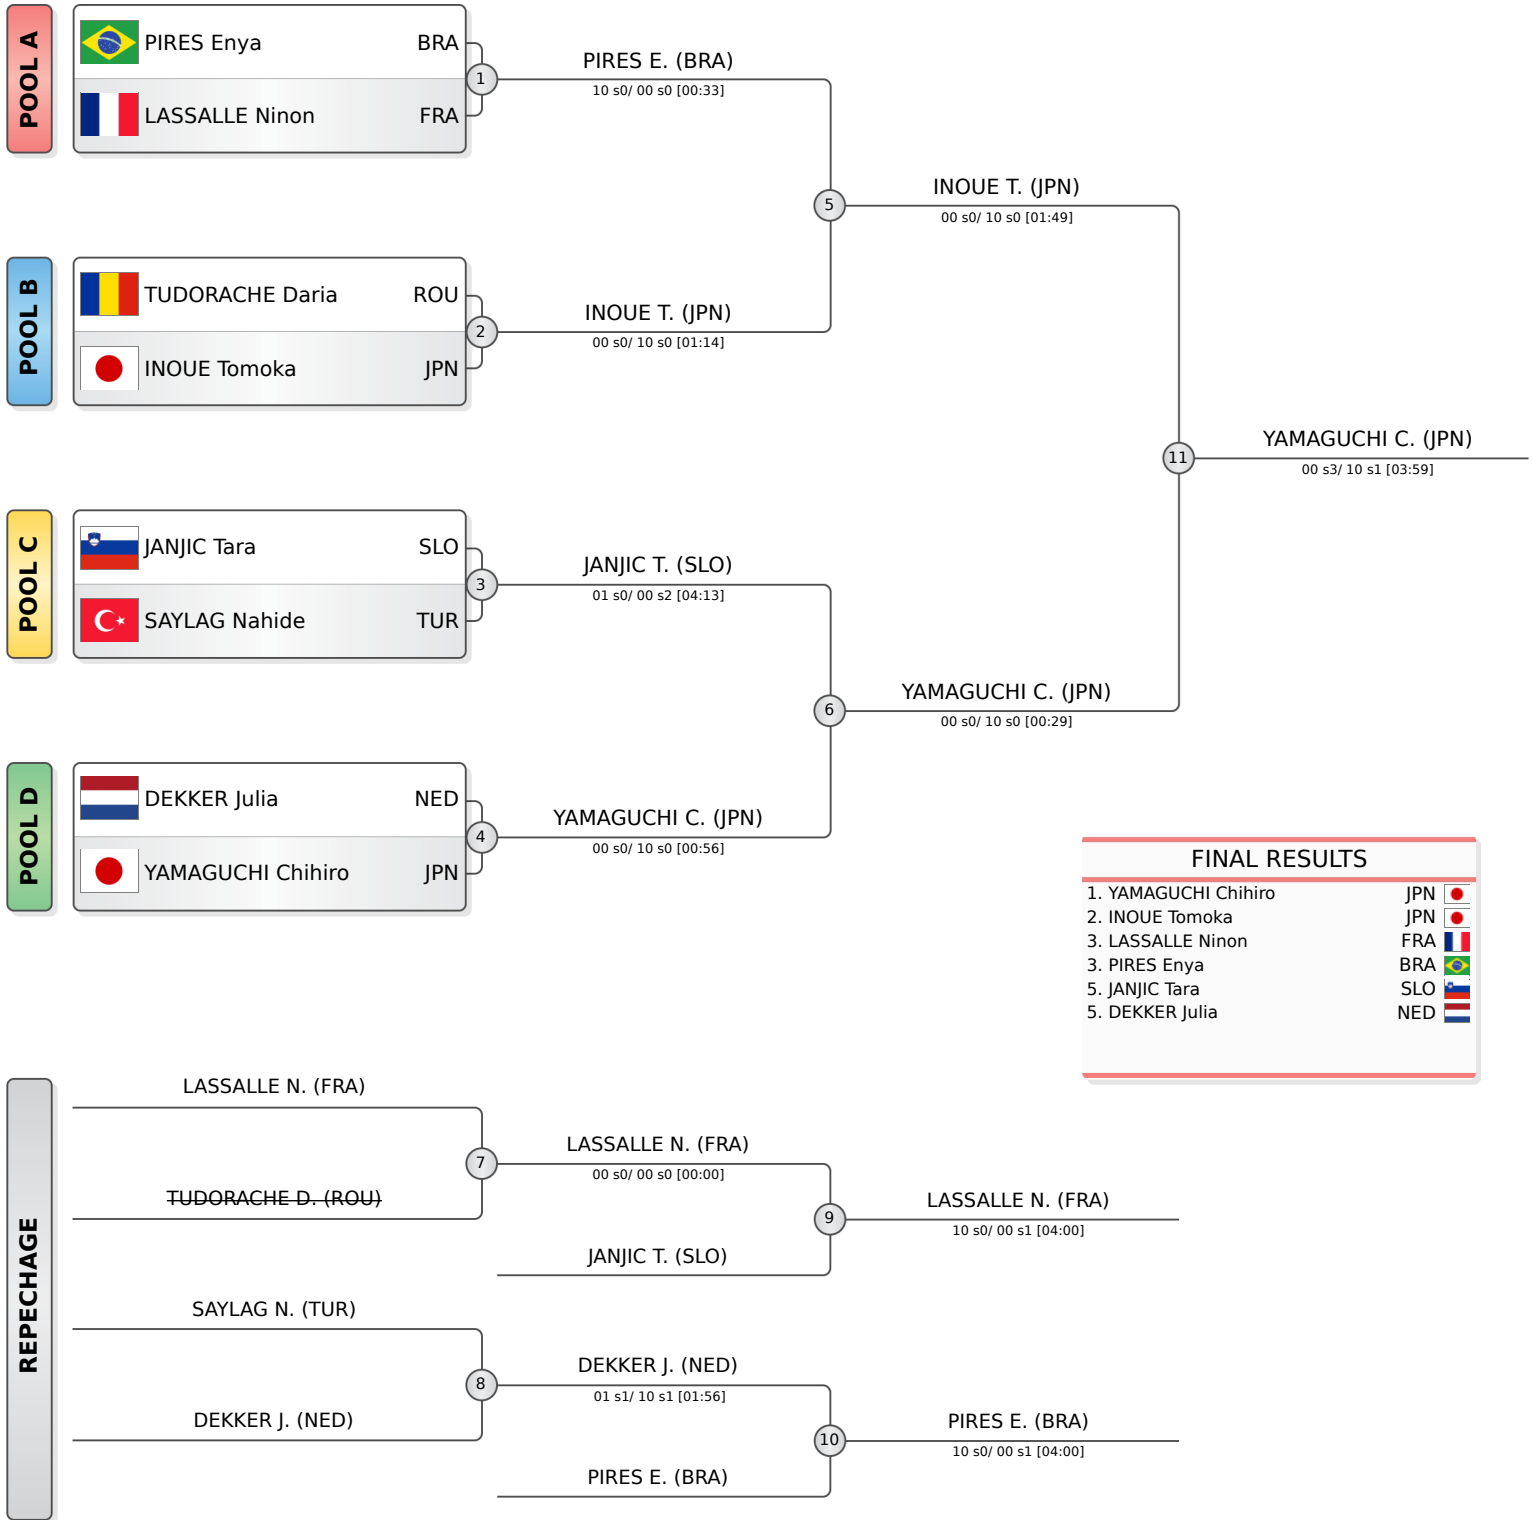 POOL A
PIRES Enya BRA
LASSALLE Ninon FRA
1
PIRES E. (BRA)
10 s0/ 00 s0 [00:33]
5
INOUE T. (JPN)
00 s0/ 10 s0 [01:49]
POOL B
TUDORACHE Daria ROU
INOUE Tomoka JPN
2
INOUE T. (JPN)
00 s0/ 10 s0 [01:14]
11
YAMAGUCHI C. (JPN)
00 s3/ 10 s1 [03:59]
POOL C
JANJIC Tara SLO
SAYLAG Nahide TUR
3
JANJIC T. (SLO)
01 s0/ 00 s2 [04:13]
6
YAMAGUCHI C. (JPN)
00 s0/ 10 s0 [00:29]
POOL D
DEKKER Julia NED
YAMAGUCHI Chihiro JPN
4
YAMAGUCHI C. (JPN)
00 s0/ 10 s0 [00:56]
FINAL RESULTS
1. YAMAGUCHI Chihiro JPN
2. INOUE Tomoka JPN
3. LASSALLE Ninon FRA
3. PIRES Enya BRA
5. JANJIC Tara SLO
5. DEKKER Julia NED
REPECHAGE
LASSALLE N. (FRA)
TUDORACHE D. (ROU)
7
LASSALLE N. (FRA)
00 s0/ 00 s0 [00:00]
JANJIC T. (SLO)
9
LASSALLE N. (FRA)
10 s0/ 00 s1 [04:00]
SAYLAG N. (TUR)
DEKKER J. (NED)
8
DEKKER J. (NED)
01 s1/ 10 s1 [01:56]
PIRES E. (BRA)
10
PIRES E. (BRA)
10 s0/ 00 s1 [04:00]